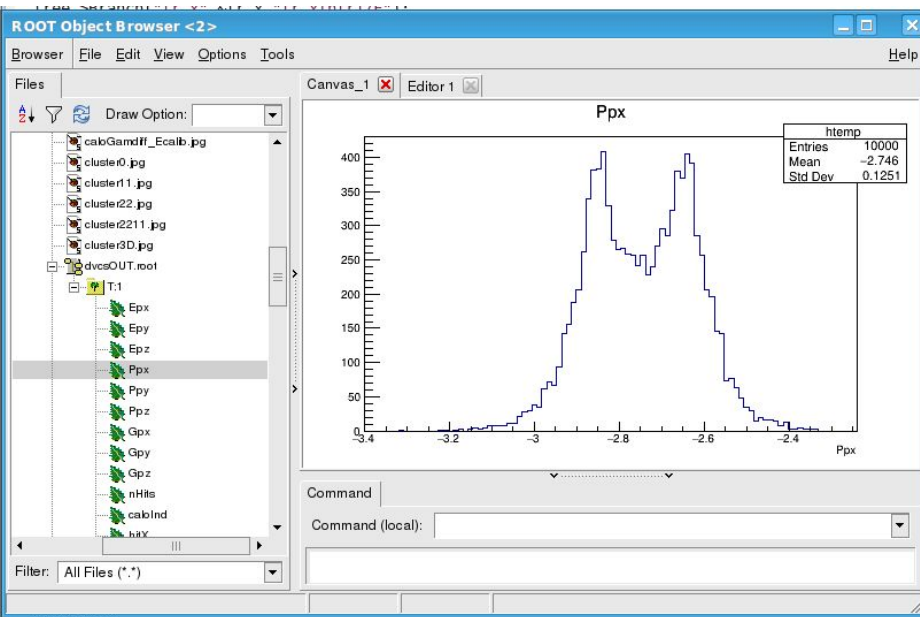 ROOT Object Browser <2>
Browser File Edit View Options Tools Help
Files
Draw Option:
caloGamdiff_Ecalib.jpg
cluster0.jpg
cluster11.jpg
cluster22.jpg
cluster2211.jpg
cluster3D.jpg
dvcsOUT.root
T:1
Epx
Epy
Epz
Ppx
Ppy
Ppz
Gpx
Gpy
Gpz
nHits
caloInd
hitX
Filter: All Files (*.*)
Canvas_1 Editor 1
Ppx
htemp
Entries 10000
Mean −2.746
Std Dev 0.1251
400
350
300
250
200
150
100
50
0
−3.4 −3.2 −3 −2.8 −2.6 −2.4
Ppx
Command
Command (local):